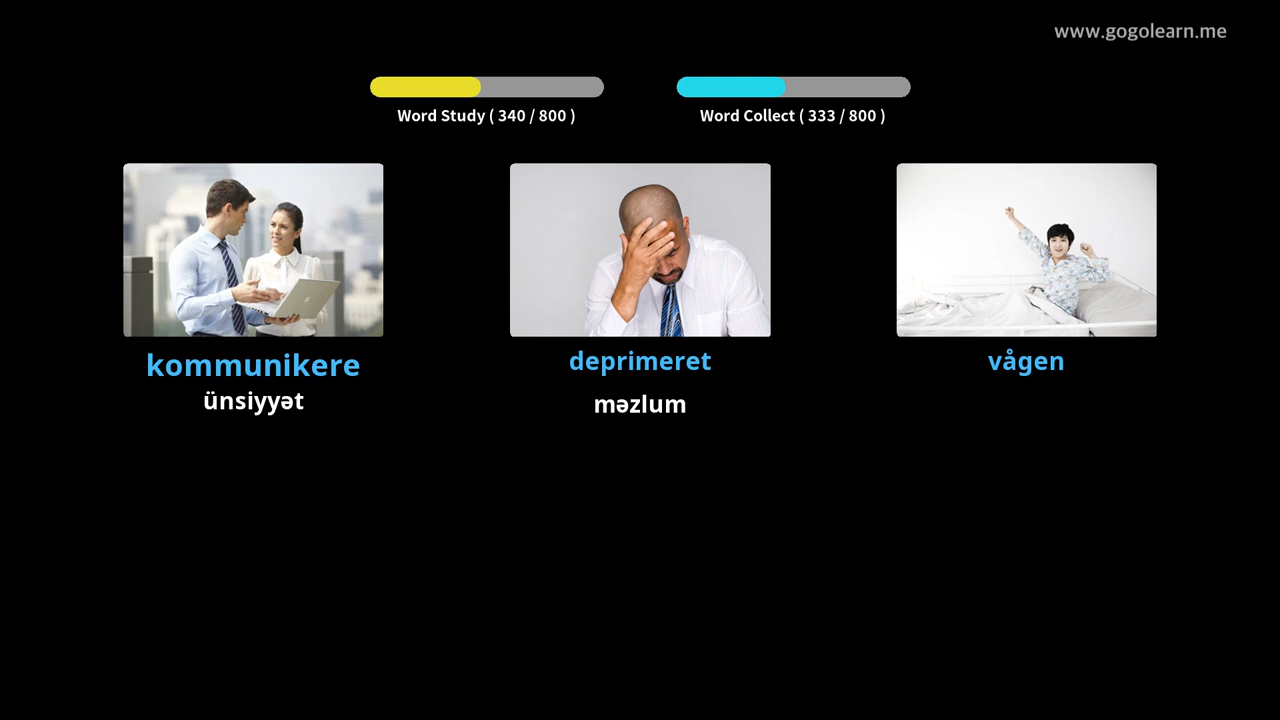 www.gogolearn.me
Word Study ( 340 / 800 )
Word Collect ( 333 / 800 )
kommunikere
ünsiyyət
deprimeret
məzlum
vågen